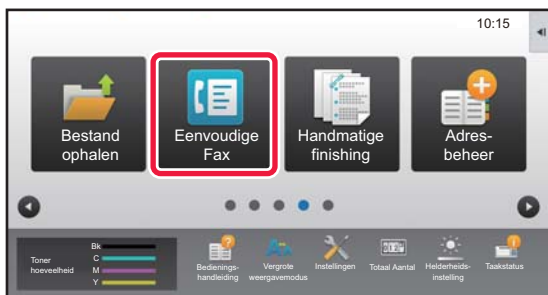 10:15
Bestand
ophalen
Eenvoudige
Fax
Handmatige
finishing
Adres-
beheer
Toner
hoeveelheid
Bk
C
M
Y
Bedienings-
handleiding
Vergrote
weergavemodus
Instellingen
Totaal Aantal
Helderheids-
instelling
Taakstatus